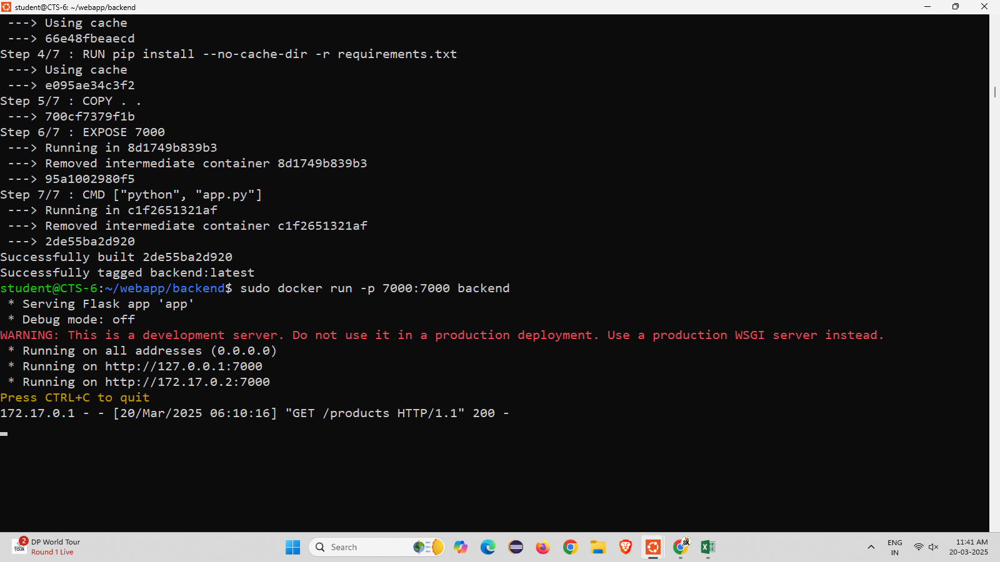 student@CTS-6: ~/webapp/backend
---> Using cache
---> 66e48fbeaecd
Step 4/7 : RUN pip install --no-cache-dir -r requirements.txt
---> Using cache
---> e095ae34c3f2
Step 5/7 : COPY . .
---> 700cf7379f1b
Step 6/7 : EXPOSE 7000
---> Running in 8d1749b839b3
---> Removed intermediate container 8d1749b839b3
---> 95a1002980f5
Step 7/7 : CMD ["python", "app.py"]
---> Running in c1f2651321af
---> Removed intermediate container c1f2651321af
---> 2de55ba2d920
Successfully built 2de55ba2d920
Successfully tagged backend:latest
student@CTS-6:~/webapp/backend$ sudo docker run -p 7000:7000 backend
* Serving Flask app 'app'
* Debug mode: off
WARNING: This is a development server. Do not use it in a production deployment. Use a production WSGI server instead.
* Running on all addresses (0.0.0.0)
* Running on http://127.0.0.1:7000
* Running on http://172.17.0.2:7000
Press CTRL+C to quit
172.17.0.1 - - [20/Mar/2025 06:10:16] "GET /products HTTP/1.1" 200 -
2
TOUR
DP World Tour
Round 1 Live
Search
SK
ENG
IN
11:41 AM
20-03-2025